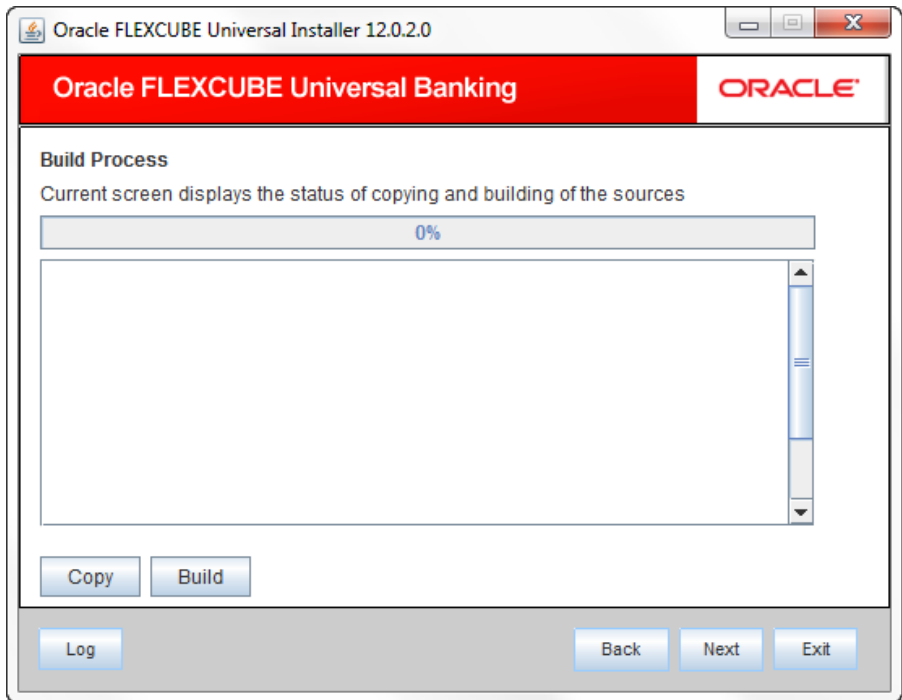 Oracle FLEXCUBE Universal Installer 12.0.2.0
Oracle FLEXCUBE Universal Banking
ORACLE
Build Process
Current screen displays the status of copying and building of the sources
0%
Copy Build
Log Back Next Exit